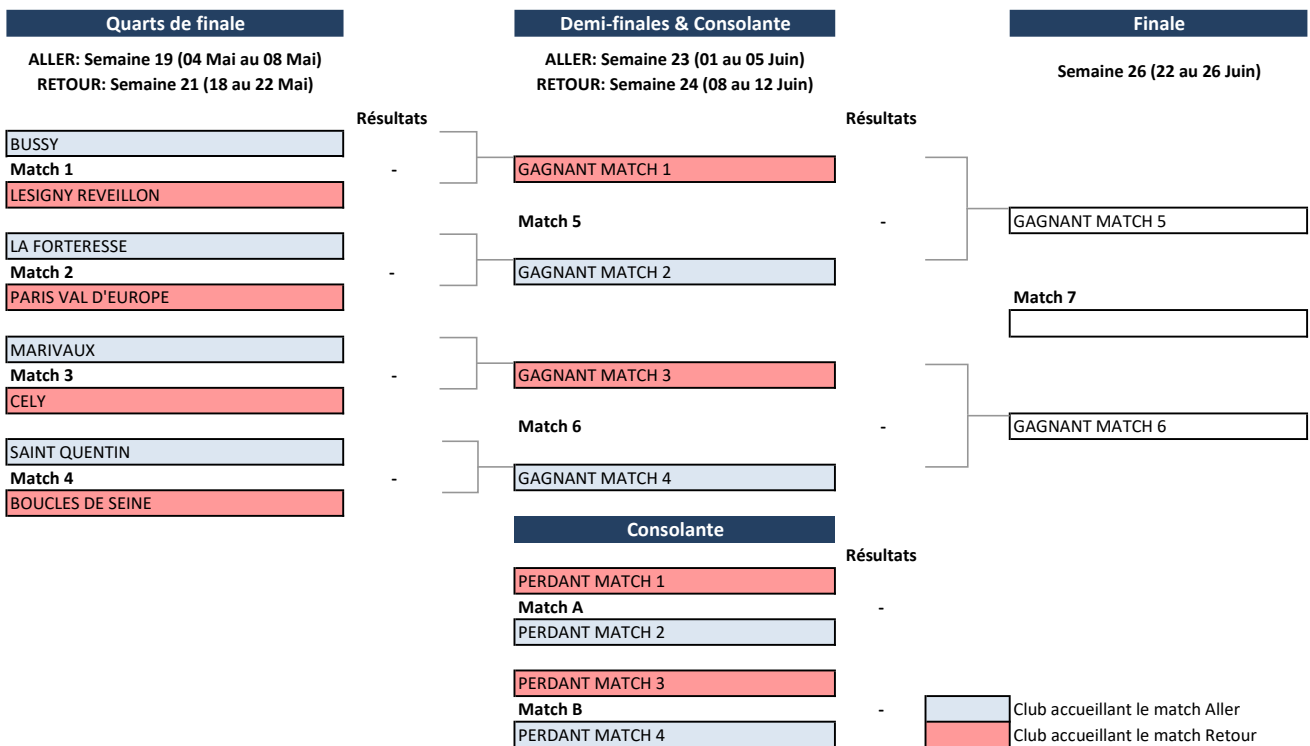 Quarts de finale
ALLER: Semaine 19 (04 Mai au 08 Mai)
RETOUR: Semaine 21 (18 au 22 Mai)
Résultats
BUSSY
Match 1 -
LESIGNY REVEILLON
LA FORTERESSE
Match 2 -
PARIS VAL D'EUROPE
MARIVAUX
Match 3 -
CELY
SAINT QUENTIN
Match 4 -
BOUCLES DE SEINE
Demi-finales & Consolante
ALLER: Semaine 23 (01 au 05 Juin)
RETOUR: Semaine 24 (08 au 12 Juin)
Résultats
GAGNANT MATCH 1
Match 5 -
GAGNANT MATCH 2
GAGNANT MATCH 3
Match 6 -
GAGNANT MATCH 4
Consolante
Résultats
PERDANT MATCH 1
Match A -
PERDANT MATCH 2
PERDANT MATCH 3
Match B -
PERDANT MATCH 4
Finale
Semaine 26 (22 au 26 Juin)
GAGNANT MATCH 5
Match 7
GAGNANT MATCH 6
Club accueillant le match Aller
Club accueillant le match Retour